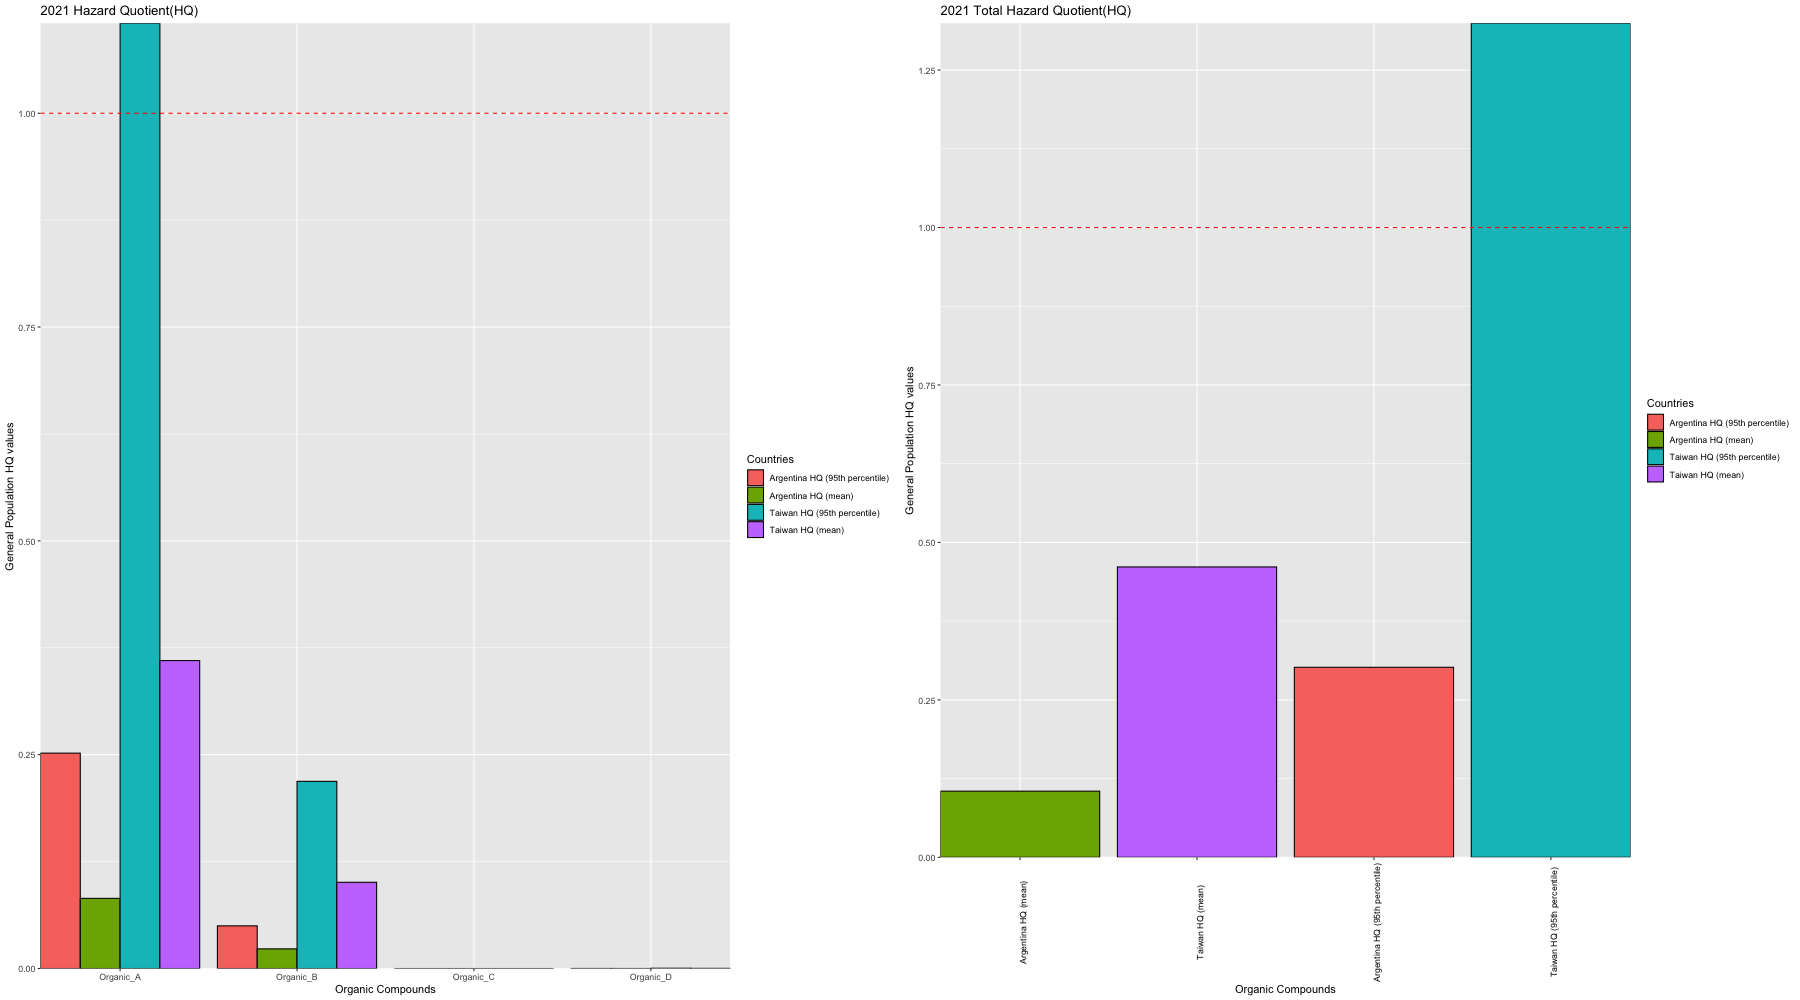 2021 Hazard Quotient(HQ)
General Population HQ values
1.00
0.75
0.50
0.25
0.00
Organic_A
Organic_B
Organic_C
Organic_D
Organic Compounds
Countries
Argentina HQ (95th percentile)
Argentina HQ (mean)
Taiwan HQ (95th percentile)
Taiwan HQ (mean)
2021 Total Hazard Quotient(HQ)
General Population HQ values
1.25
1.00
0.75
0.50
0.25
0.00
Argentina HQ (mean)
Taiwan HQ (mean)
Argentina HQ (95th percentile)
Taiwan HQ (95th percentile)
Organic Compounds
Countries
Argentina HQ (95th percentile)
Argentina HQ (mean)
Taiwan HQ (95th percentile)
Taiwan HQ (mean)